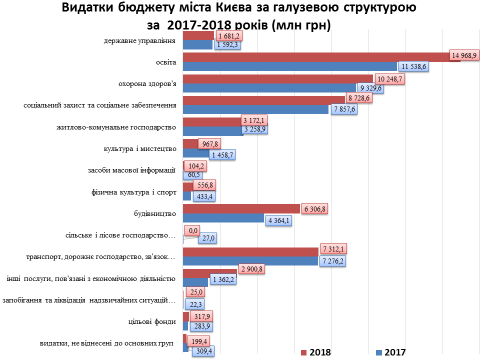 Видатки бюджету міста Києва за галузевою структурою
за 2017-2018 років (млн грн)
державне управління
1 681,2
1 592,3
освіта
14 968,9
11 538,6
охорона здоров'я
10 248,7
9 329,6
соціальний захист та соціальне забезпечення
8 728,6
7 857,6
житлово-комунальне господарство
3 172,1
3 258,9
культура і мистецтво
967,8
1 458,7
засоби масової інформації
104,2
60,5
фізична культура і спорт
556,8
433,4
будівництво
6 306,8
4 364,1
сільське і лісове господарство…
0,0
27,0
транспорт, дорожнє господарство, зв'язок…
7 312,1
7 276,2
інші послуги, пов'язані з економічною діяльністю
2 900,8
1 362,2
запобігання та ліквідація надзвичайних ситуацій…
25,0
22,3
цільові фонди
317,9
283,9
видатки, не віднесені до основних груп
199,4
309,4
2018 2017